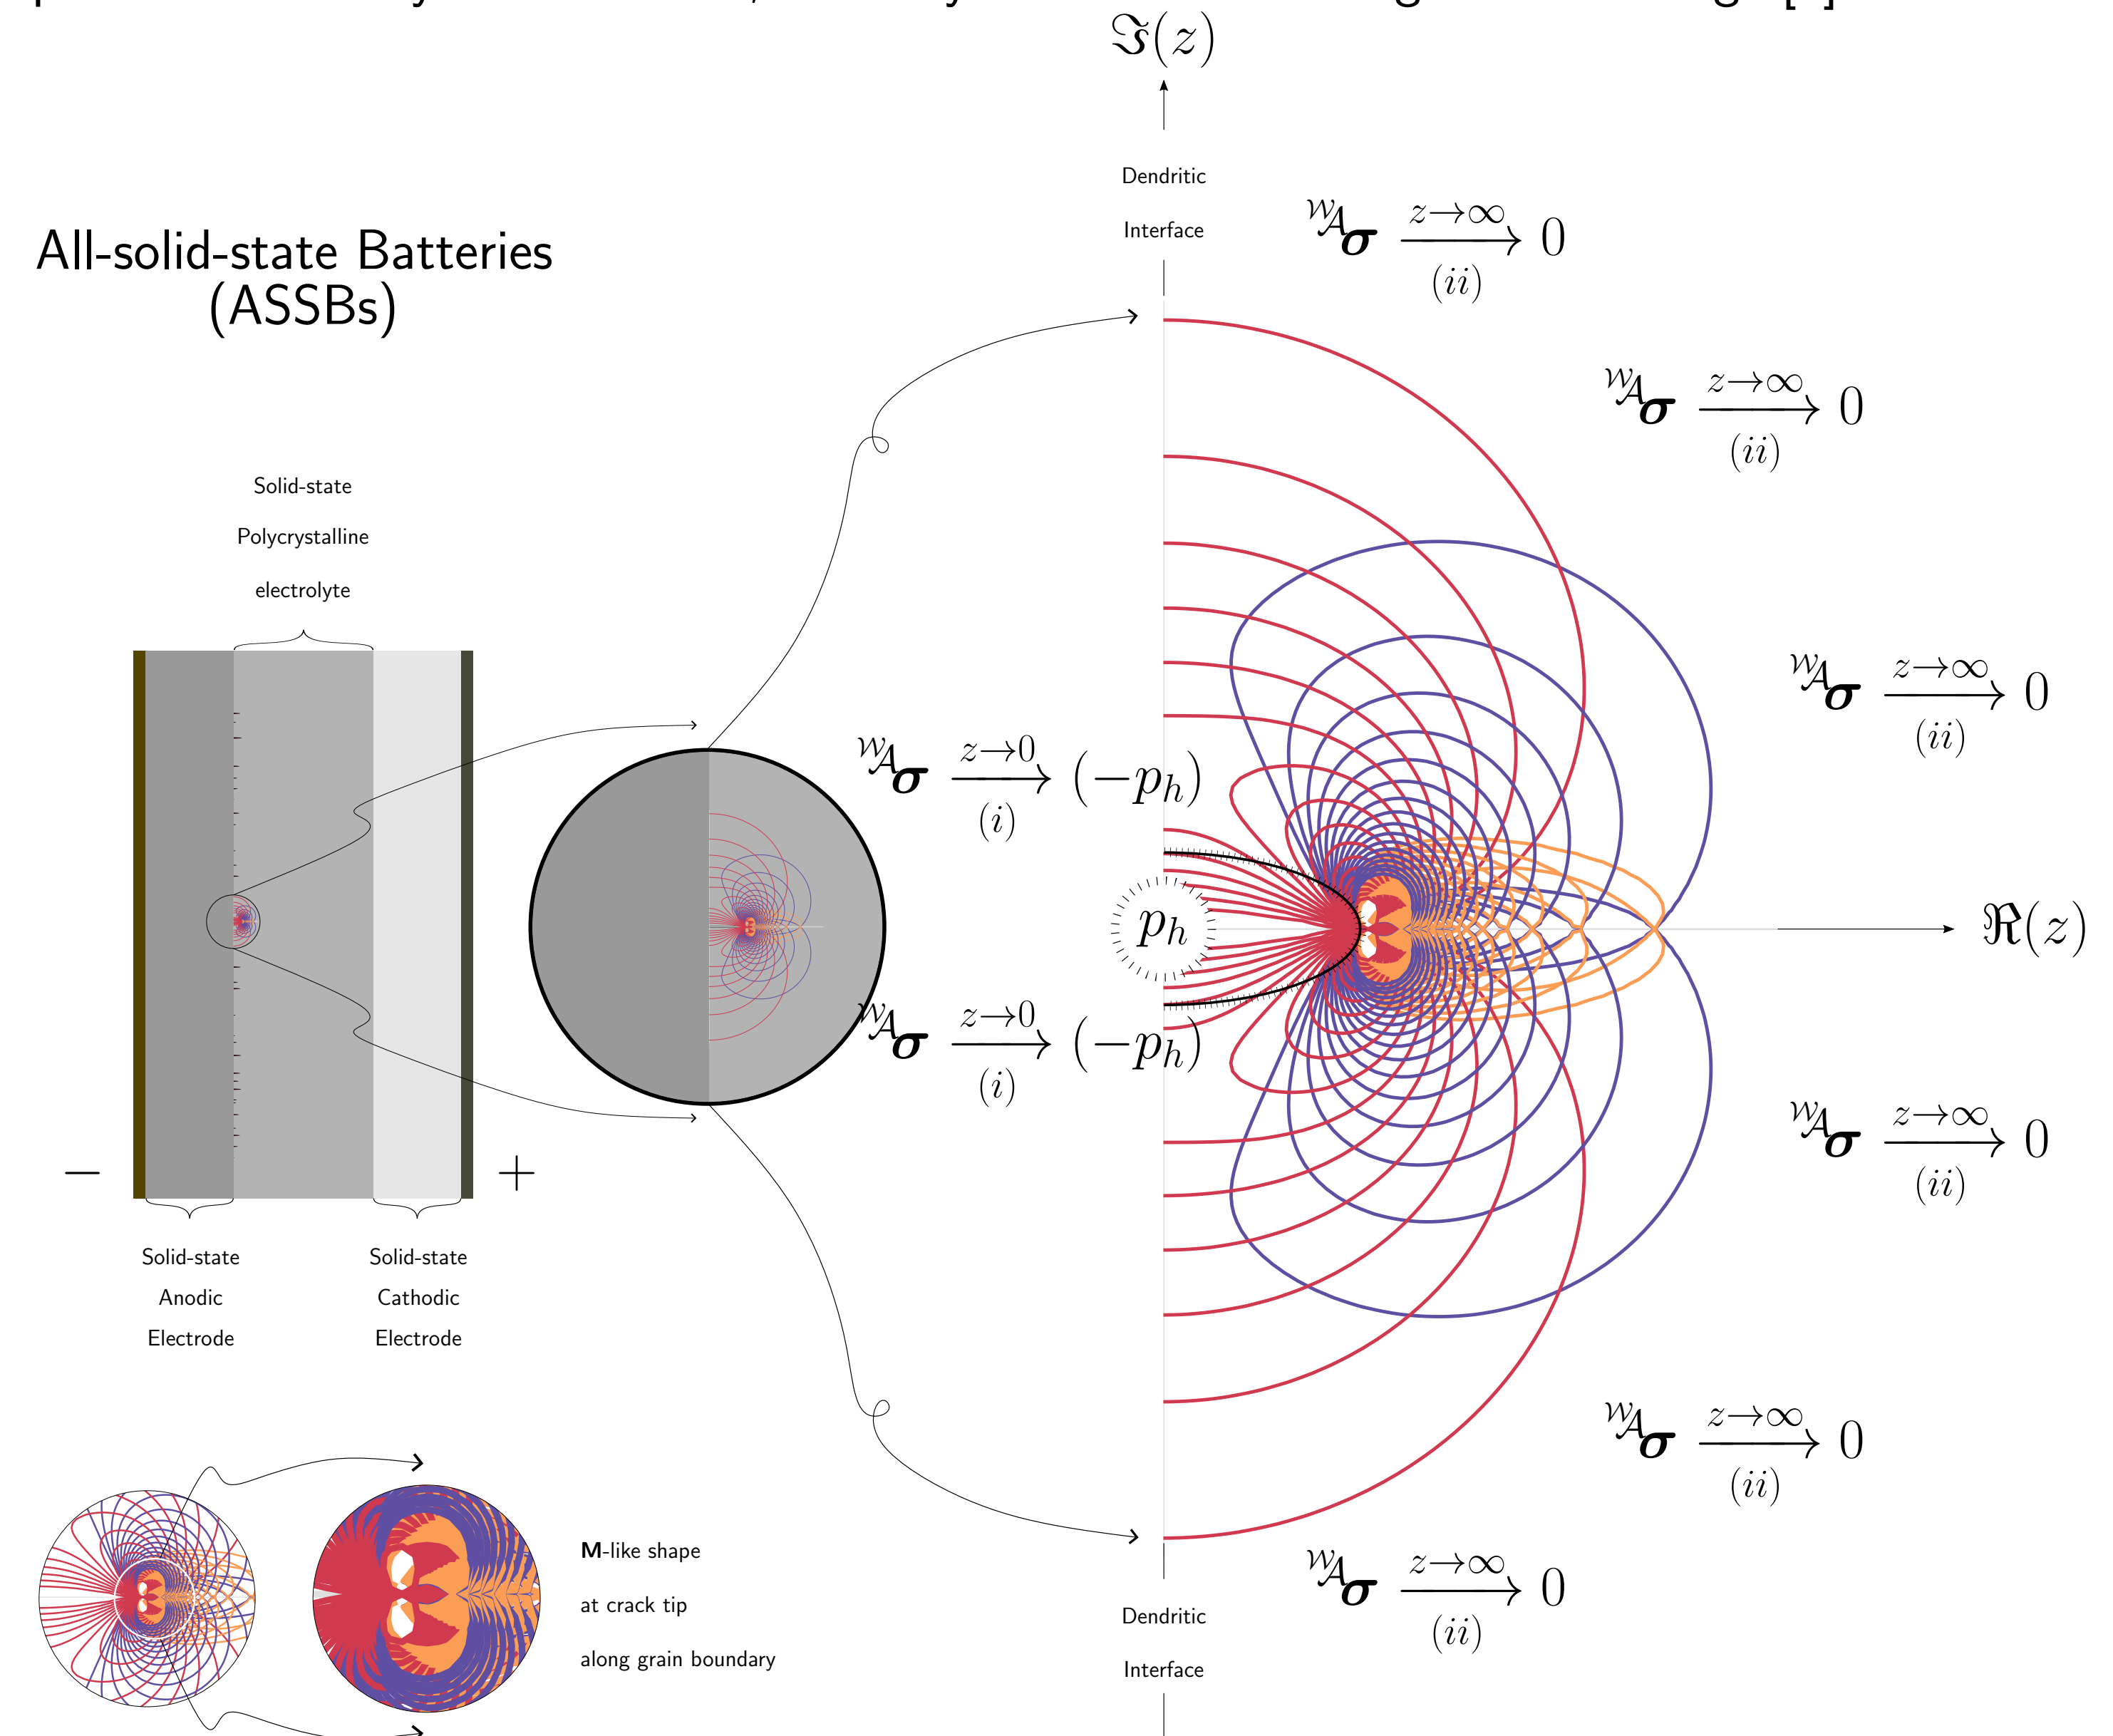 ℑ(z)
Dendritic
Interface
𝒲𝒜σ z→∞ (ii) 0
All-solid-state Batteries
(ASSBs)
𝒲𝒜σ z→∞ (ii) 0
Solid-state
Polycrystalline
electrolyte
𝒲𝒜σ z→∞ (ii) 0
𝒲𝒜σ z→0 (i) (−pₕ)
pₕ
ℜ(z)
𝒲𝒜σ z→0 (i) (−pₕ)
𝒲𝒜σ z→∞ (ii) 0
− +
Solid-state
Anodic
Electrode
Solid-state
Cathodic
Electrode
𝒲𝒜σ z→∞ (ii) 0
M-like shape
at crack tip
along grain boundary
𝒲𝒜σ z→∞ (ii) 0
Dendritic
Interface